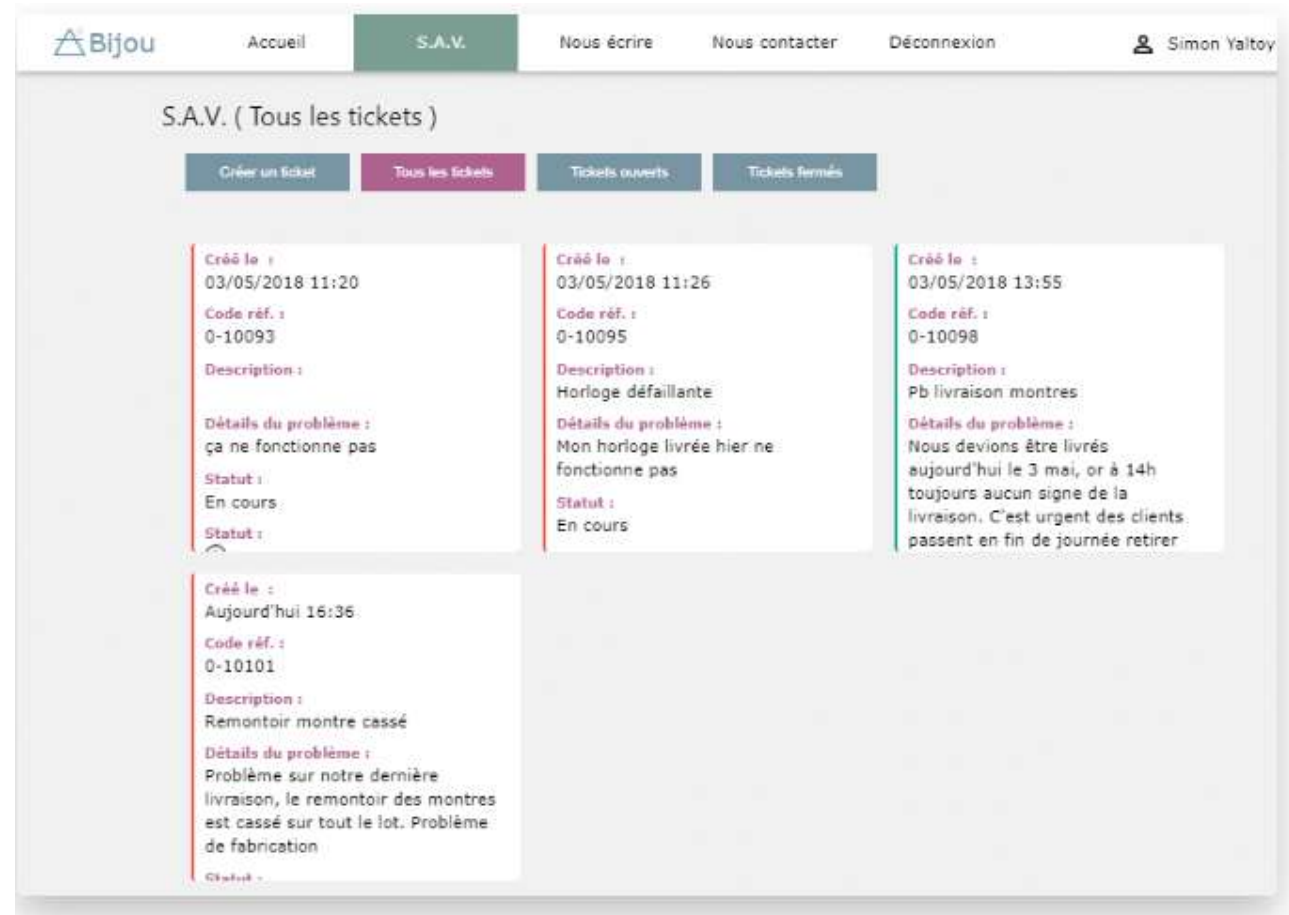 Bijou
Accueil
S.A.V.
Nous écrire
Nous contacter
Déconnexion
Simon Yaltoy
S.A.V. ( Tous les tickets )
Créer un ticket
Tous les tickets
Tickets ouverts
Tickets fermés
Créé le :
03/05/2018 11:20
Code réf. :
0-10093
Description :
Détails du problème :
ça ne fonctionne pas
Statut :
En cours
Statut :
Créé le :
03/05/2018 11:26
Code réf. :
0-10095
Description :
Horloge défaillante
Détails du problème :
Mon horloge livrée hier ne
fonctionne pas
Statut :
En cours
Créé le :
03/05/2018 13:55
Code réf. :
0-10098
Description :
Pb livraison montres
Détails du problème :
Nous devions être livrés
aujourd'hui le 3 mai, or à 14h
toujours aucun signe de la
livraison. C'est urgent des clients
passent en fin de journée retirer
Créé le :
Aujourd'hui 16:36
Code réf. :
0-10101
Description :
Remontoir montre cassé
Détails du problème :
Problème sur notre dernière
livraison, le remontoir des montres
est cassé sur tout le lot. Problème
de fabrication
Statut :